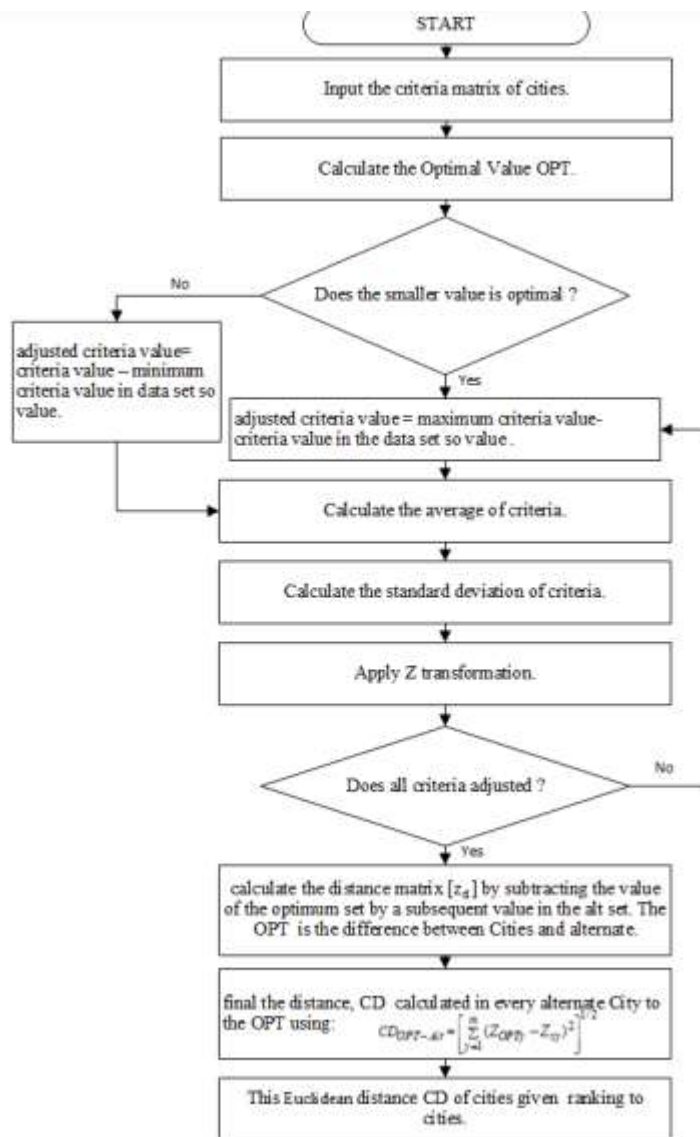 START
Input the criteria matrix of cities.
Calculate the Optimal Value OPT.
Does the smaller value is optimal ?
No
adjusted criteria value=
criteria value – minimum
criteria value in data set so
value.
Yes
adjusted criteria value = maximum criteria value-
criteria value in the data set so value .
Calculate the average of criteria.
Calculate the standard deviation of criteria.
Apply Z transformation.
Does all criteria adjusted ?
No
Yes
calculate the distance matrix [z_d] by subtracting the value
of the optimum set by a subsequent value in the alt set. The
OPT is the difference between Cities and alternate.
final the distance, CD calculated in every alternate City to
the OPT using:
This Euclidean distance CD of cities given ranking to
cities.